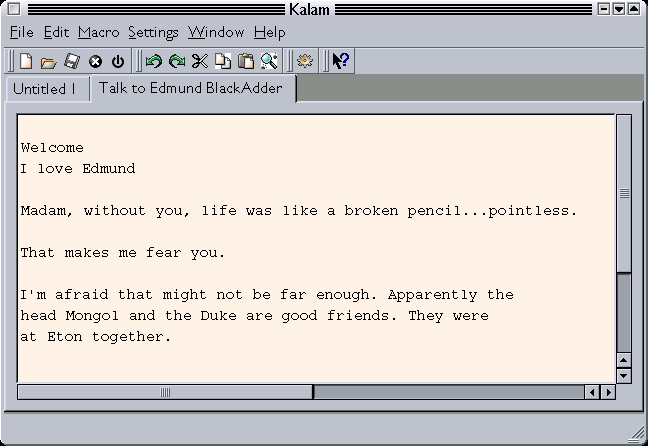 Kalam
File Edit Macro Settings Window Help
Untitled 1 Talk to Edmund BlackAdder
Welcome
I love Edmund
Madam, without you, life was like a broken pencil...pointless.
That makes me fear you.
I'm afraid that might not be far enough. Apparently the
head Mongol and the Duke are good friends. They were
at Eton together.